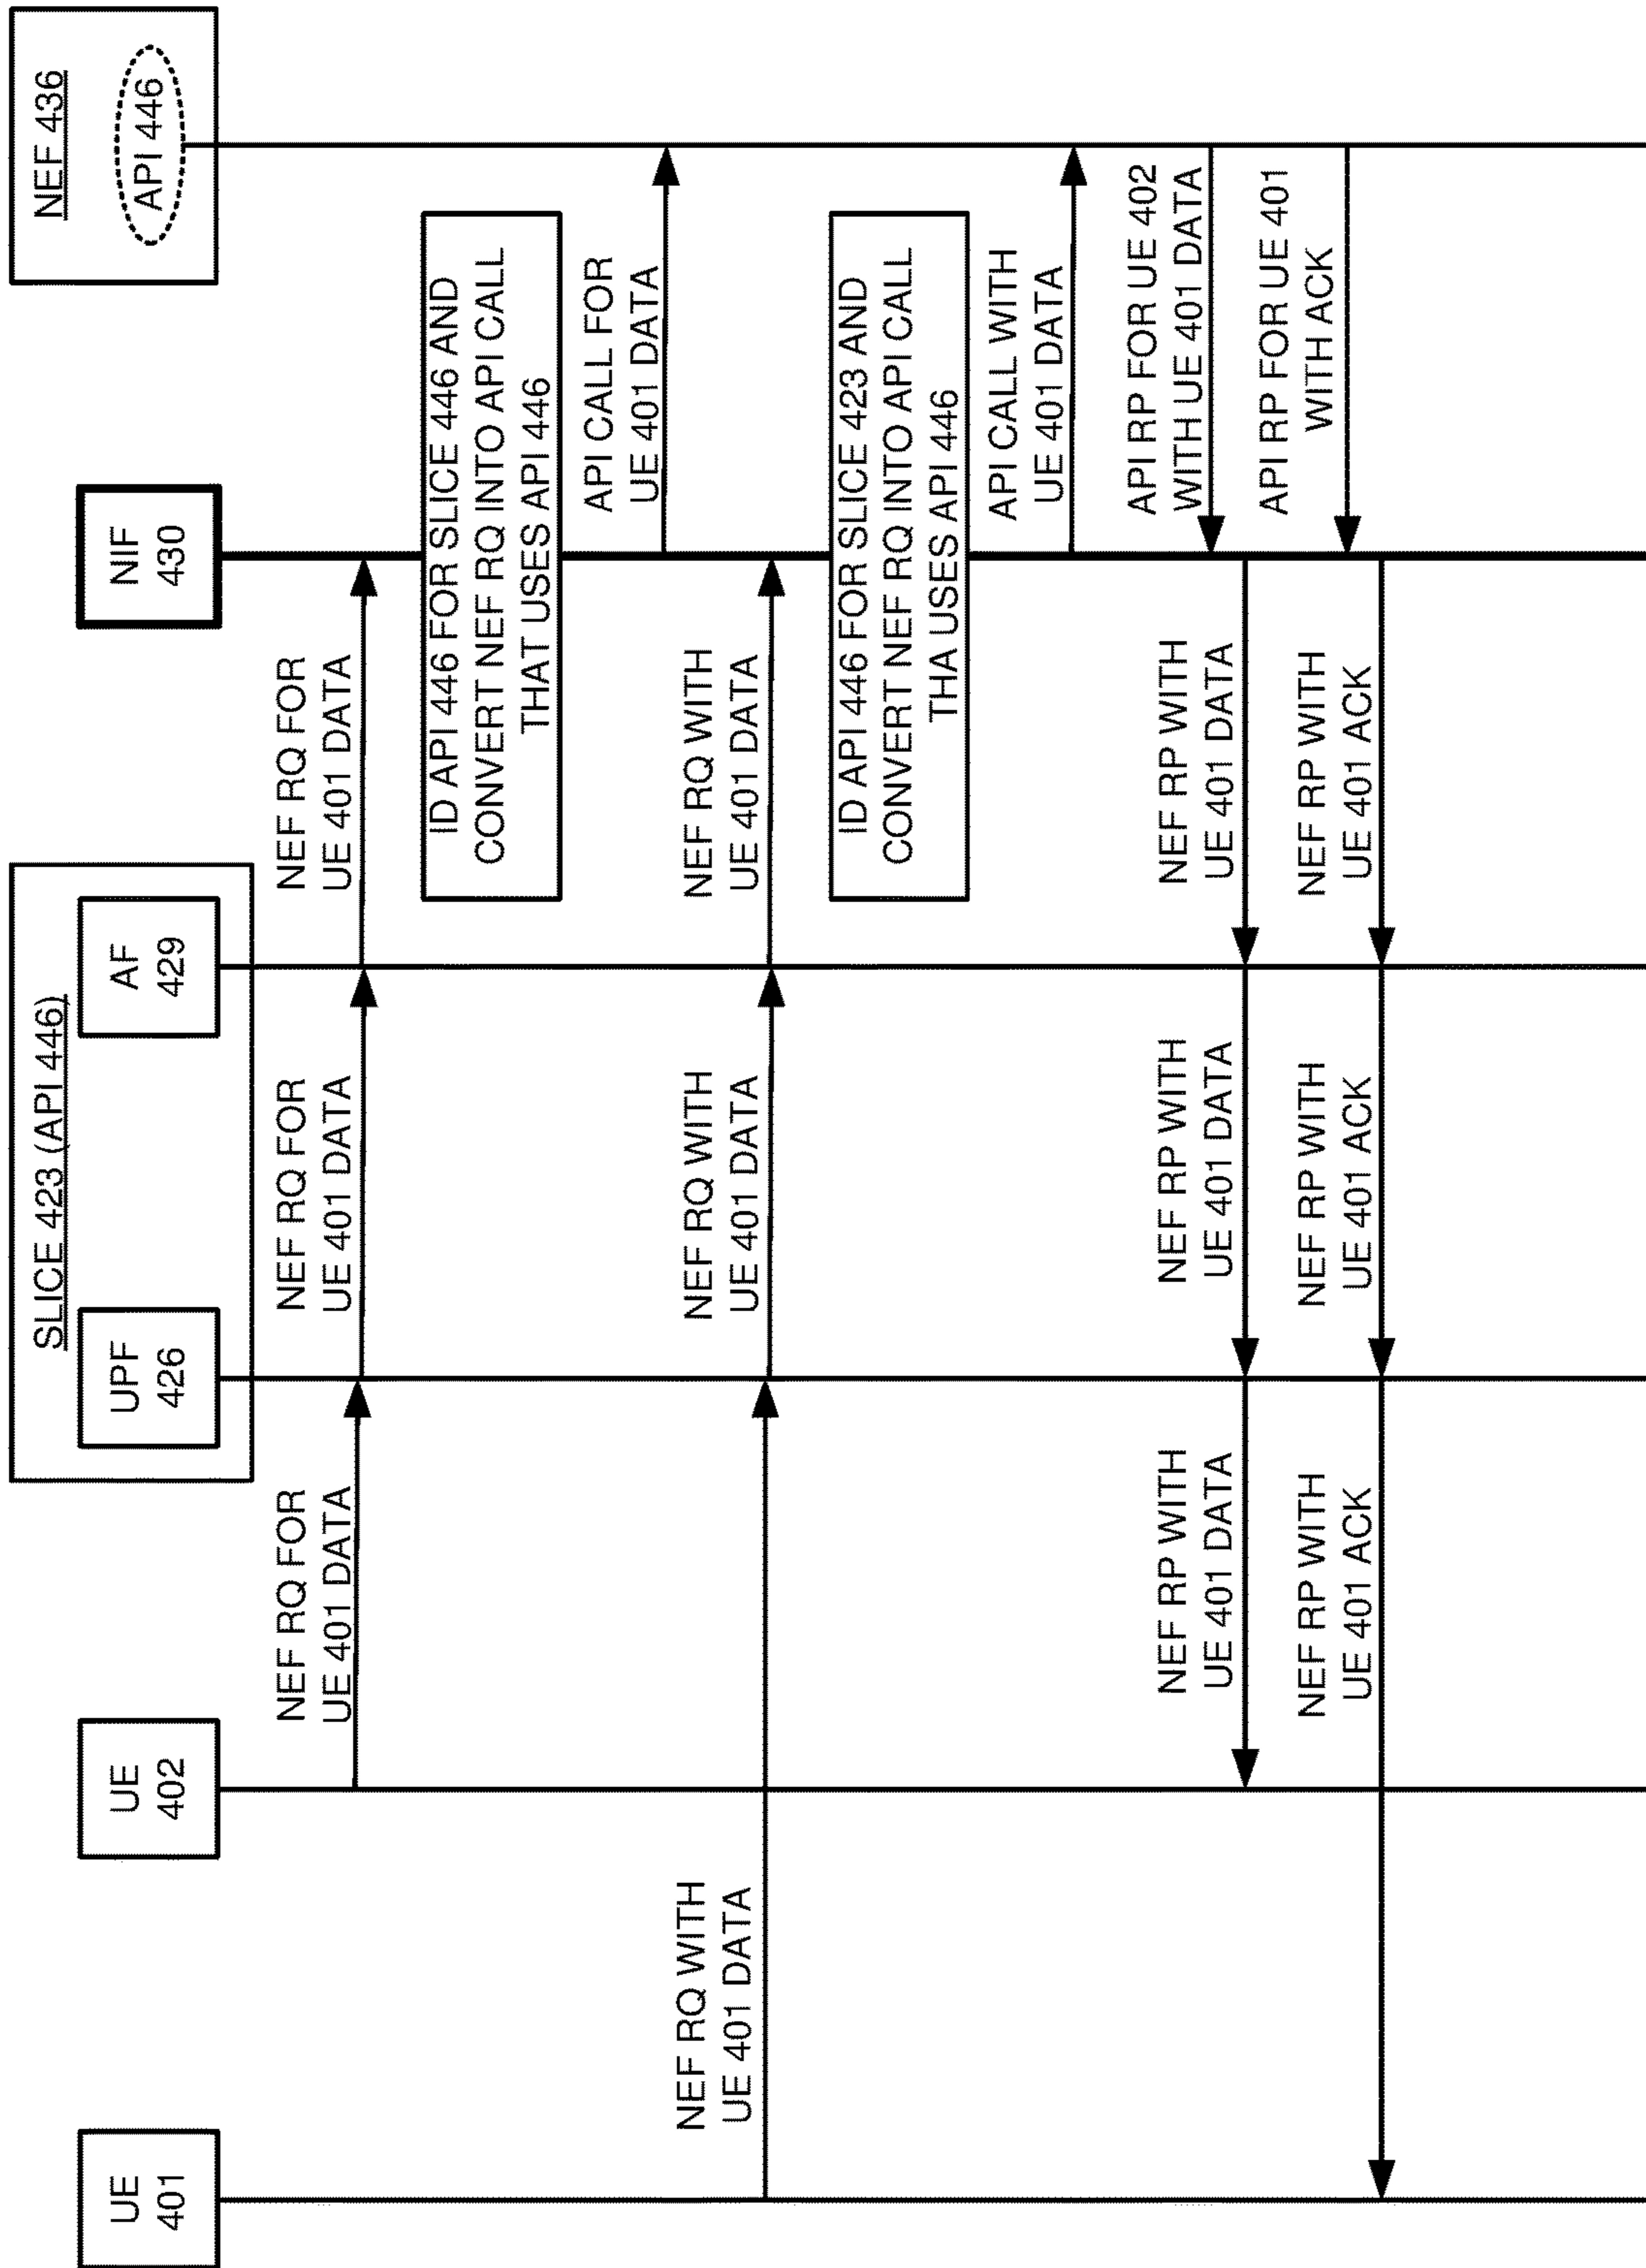 UE
401
UE
402
SLICE 423 (API 446)
UPF
426
AF
429
NIF
430
NEF 436
API 446
NEF RQ FOR
UE 401 DATA
NEF RQ FOR
UE 401 DATA
NEF RQ FOR
UE 401 DATA
ID API 446 FOR SLICE 446 AND
CONVERT NEF RQ INTO API CALL
THAT USES API 446
API CALL FOR
UE 401 DATA
NEF RQ WITH
UE 401 DATA
NEF RQ WITH
UE 401 DATA
NEF RQ WITH
UE 401 DATA
ID API 446 FOR SLICE 423 AND
CONVERT NEF RQ INTO API CALL
THA USES API 446
API CALL WITH
UE 401 DATA
API RP FOR UE 402
WITH UE 401 DATA
NEF RP WITH
UE 401 DATA
NEF RP WITH
UE 401 DATA
NEF RP WITH
UE 401 DATA
API RP FOR UE 401
WITH ACK
NEF RP WITH
UE 401 ACK
NEF RP WITH
UE 401 ACK
NEF RP WITH
UE 401 ACK